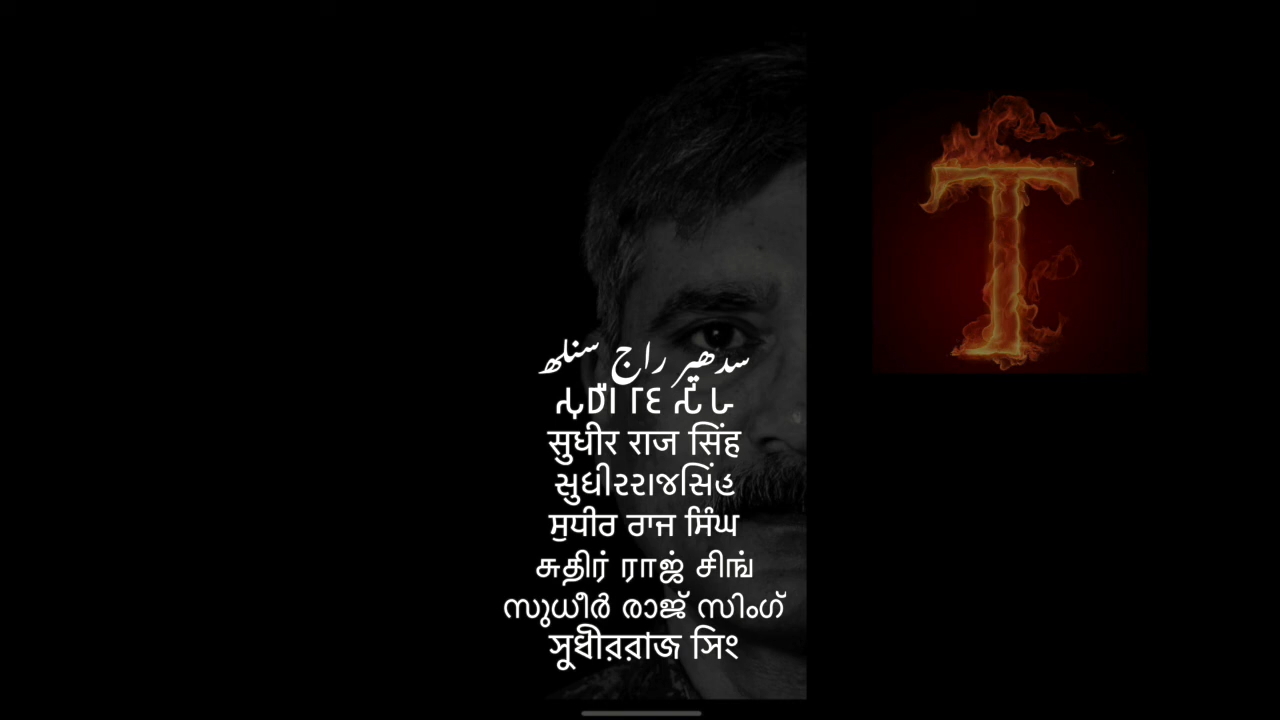 سدھیر راج سنلھ
सुधीर राज सिंह
સુધીરરાજસિંહ
ਸੁਧੀਰ ਰਾਜ ਸਿੰਘ
சுதிர் ராஜ் சிங்
സുധീർ രാജ് സിംഗ്
সুধীররাজ সিং
T